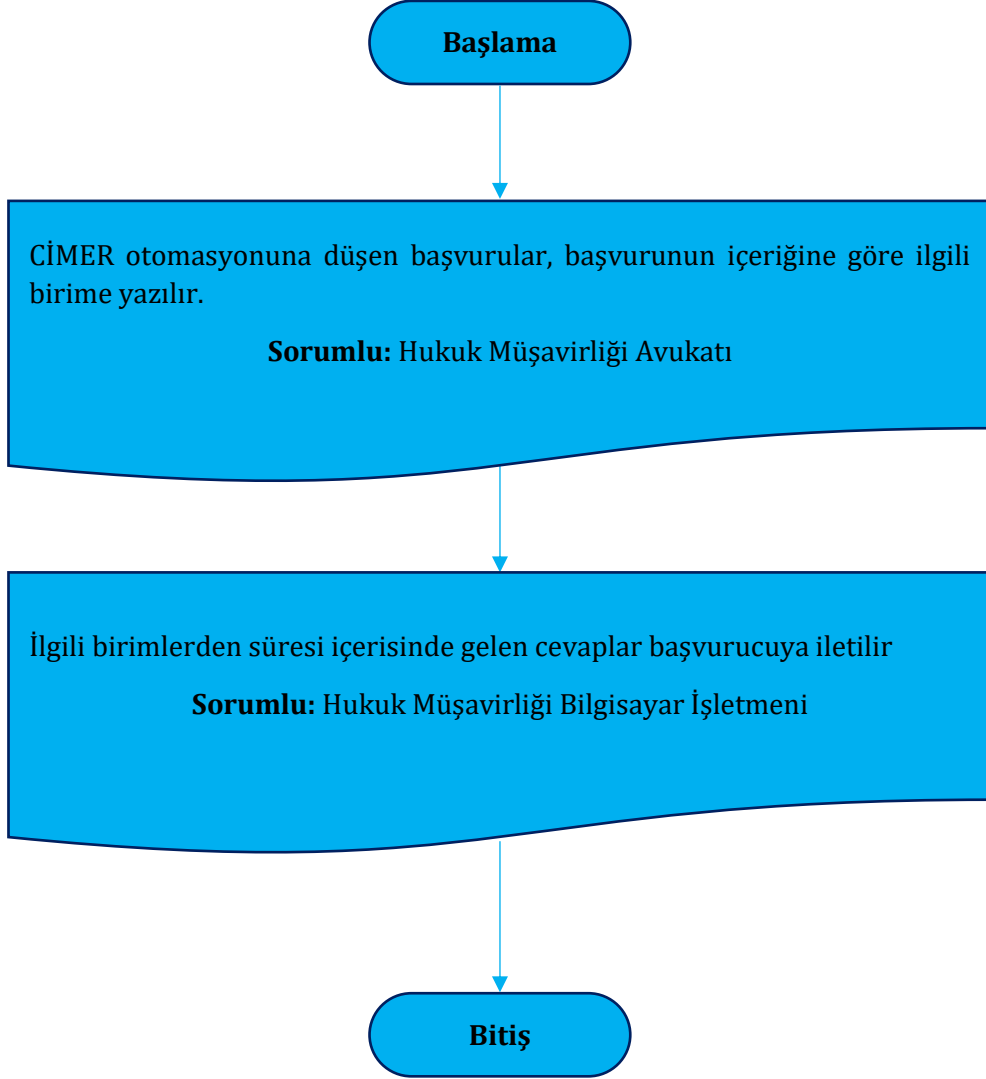 Başlama
CİMER otomasyonuna düşen başvurular, başvurunun içeriğine göre ilgili
birime yazılır.
Sorumlu: Hukuk Müşavirliği Avukatı
İlgili birimlerden süresi içerisinde gelen cevaplar başvurucuya iletilir
Sorumlu: Hukuk Müşavirliği Bilgisayar İşletmeni
Bitiş